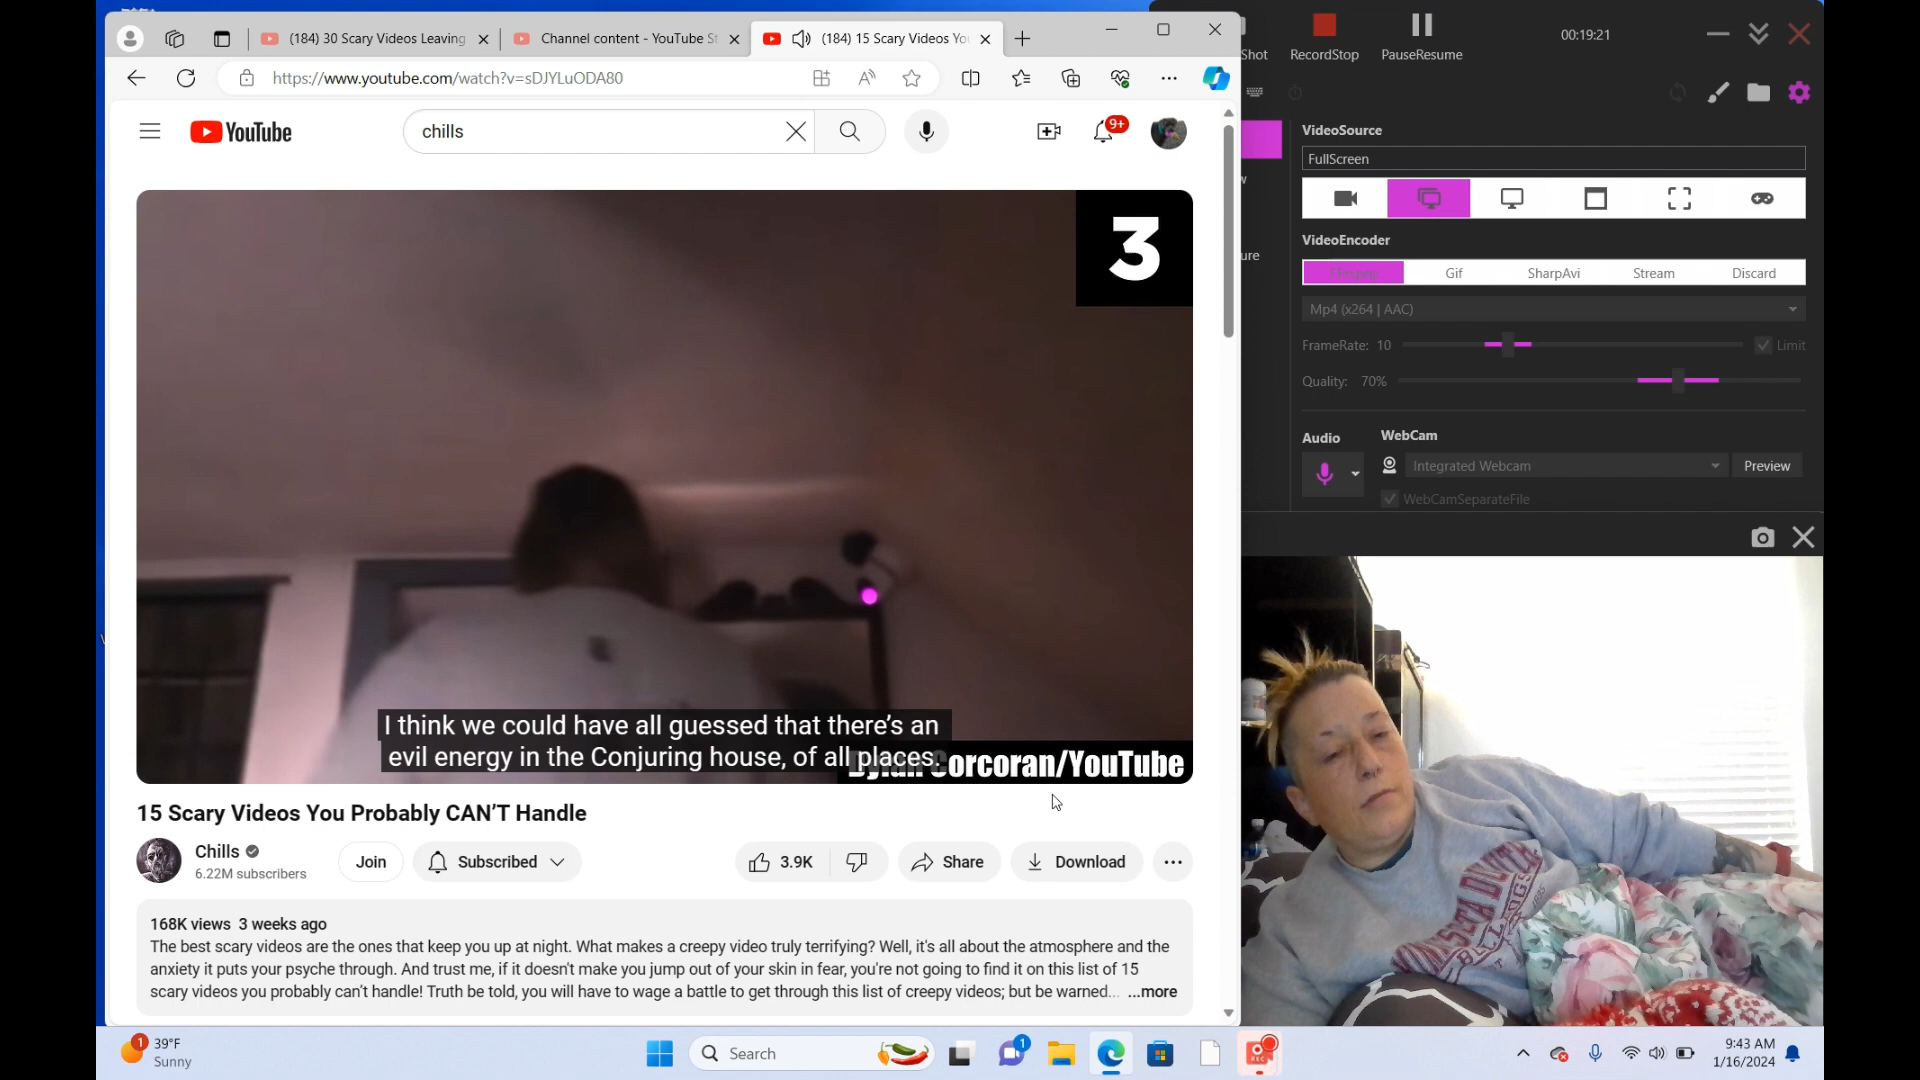 (184) 30 Scary Videos Leaving
Channel content - YouTube St
(184) 15 Scary Videos Yo
https://www.youtube.com/watch?v=sDJYLuODA80
YouTube
chills
9+
3
I think we could have all guessed that there's an
evil energy in the Conjuring house, of all places.
Corcoran/YouTube
15 Scary Videos You Probably CAN'T Handle
Chills
6.22M subscribers
Join
Subscribed
3.9K
Share
Download
168K views 3 weeks ago
The best scary videos are the ones that keep you up at night. What makes a creepy video truly terrifying? Well, it's all about the atmosphere and the
anxiety it puts your psyche through. And trust me, if it doesn't make you jump out of your skin in fear, you're not going to find it on this list of 15
scary videos you probably can't handle! Truth be told, you will have to wage a battle to get through this list of creepy videos; but be warned... ...more
Shot
RecordStop
PauseResume
00:19:21
VideoSource
FullScreen
w
ure
VideoEncoder
Gif
SharpAvi
Stream
Discard
Mp4 (x264 | AAC)
FrameRate: 10
Limit
Quality: 70%
Audio
WebCam
Integrated Webcam
Preview
WebCamSeparateFile
BULLDOGS
1
39°F
Sunny
Search
1
REC
9:43 AM
1/16/2024